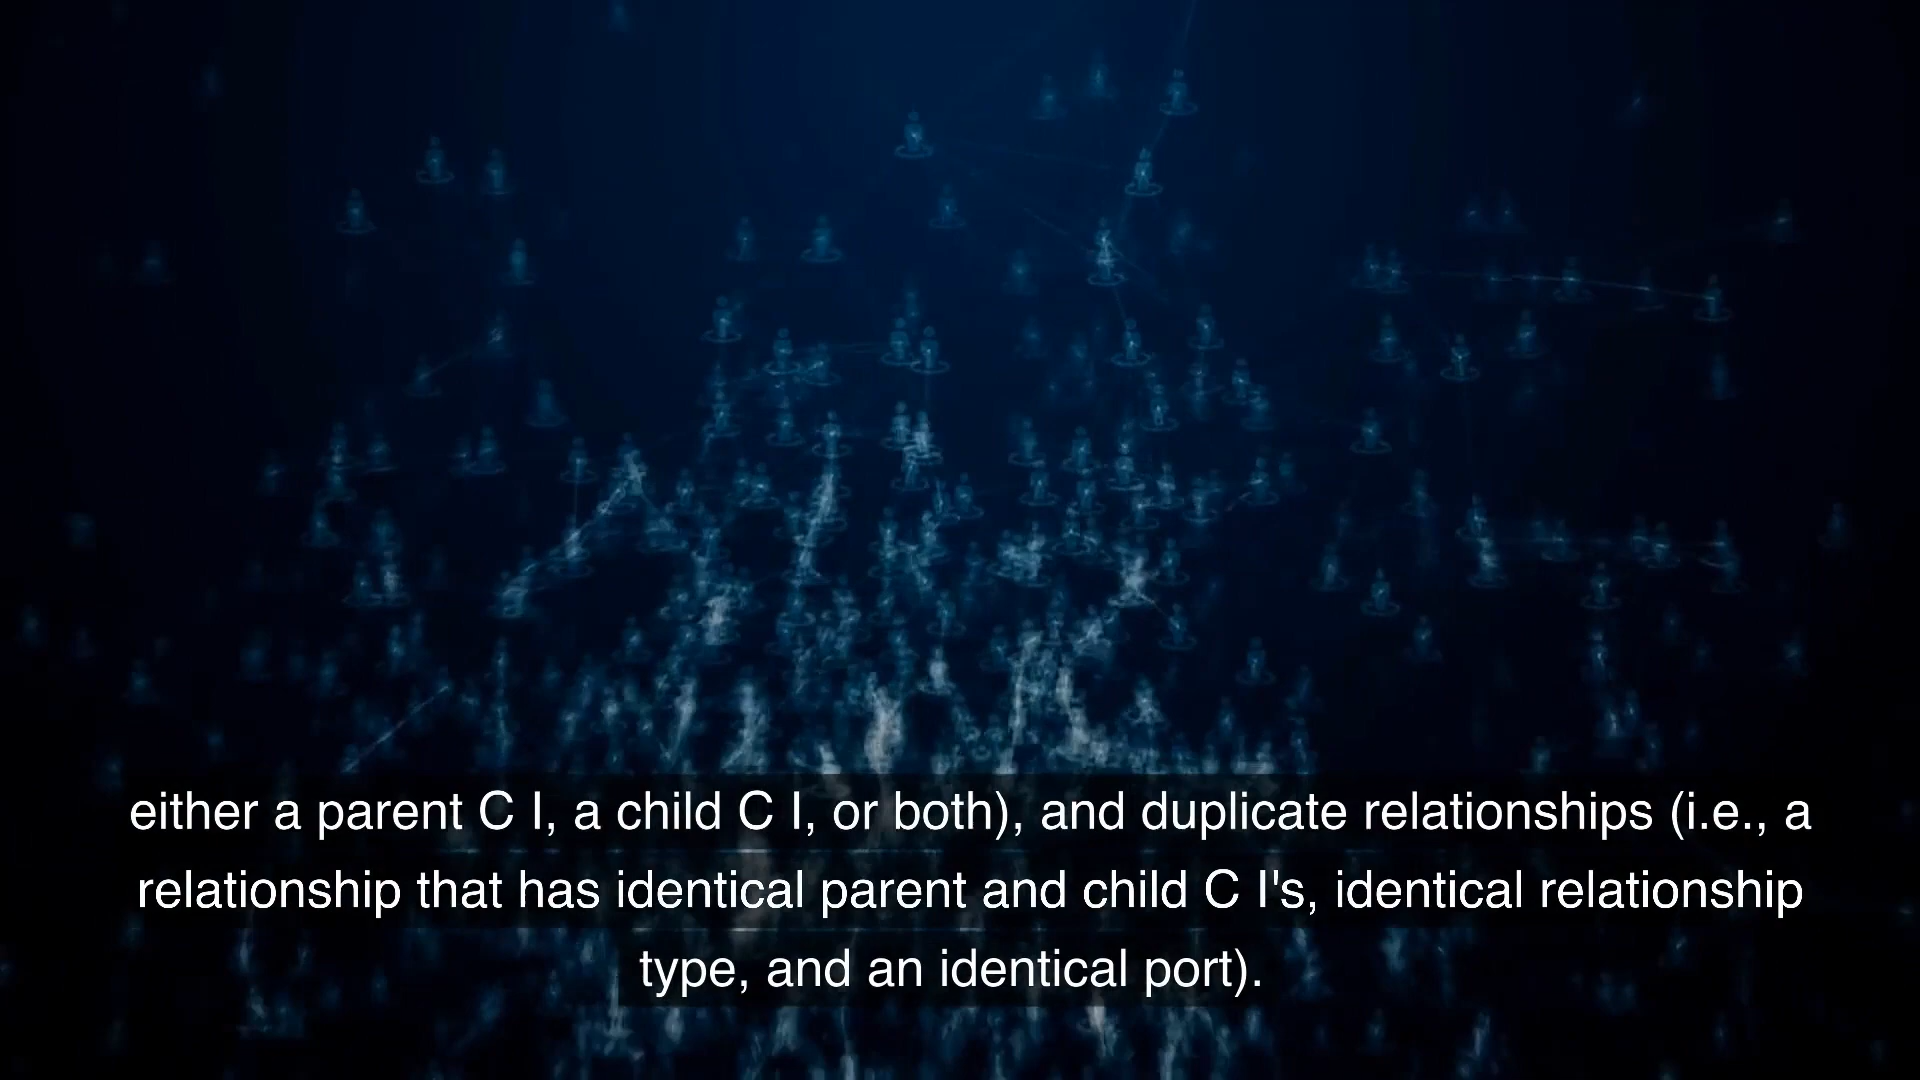 either a parent C I, a child C I, or both), and duplicate relationships (i.e., a
relationship that has identical parent and child C I's, identical relationship
type, and an identical port).